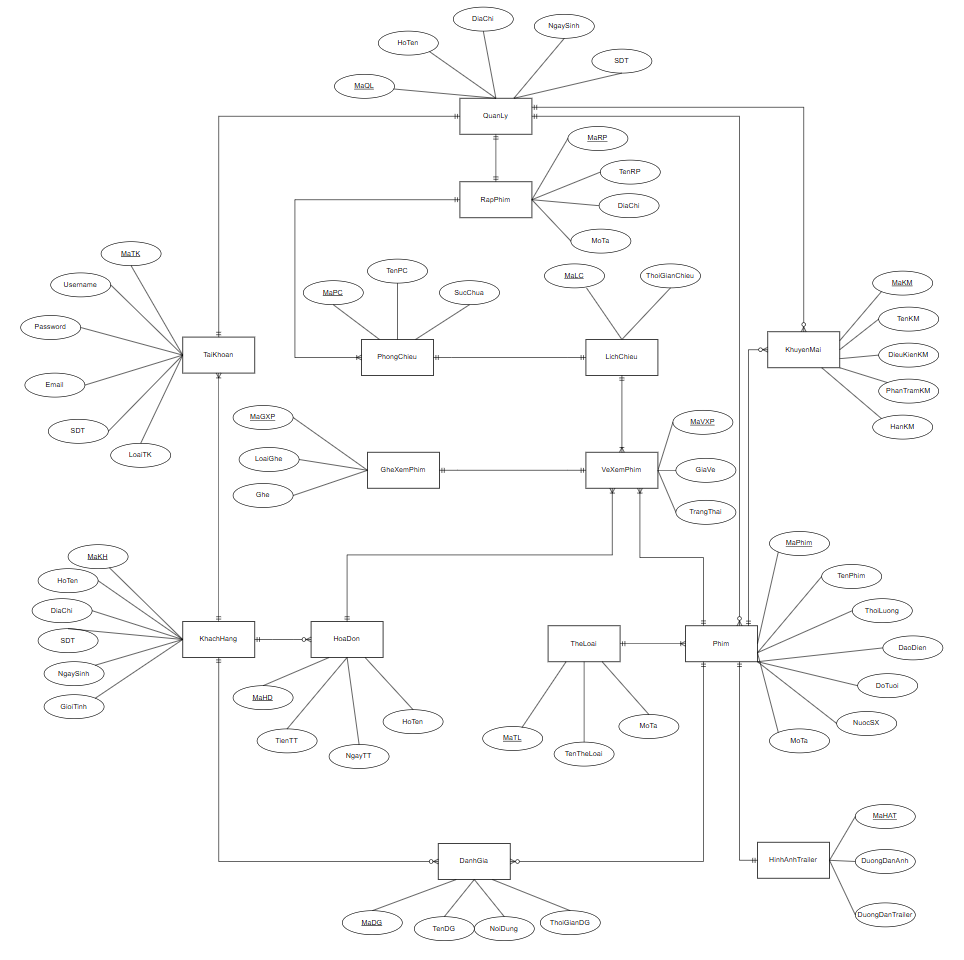 DiaChi
NgaySinh
HoTen
SDT
MaQL
QuanLy
MaRP
TenRP
RapPhim
DiaChi
MoTa
MaTK
TenPC
MaLC
ThoiGianChieu
Username
MaPC
SucChua
MaKM
TenKM
Password
TaiKhoan
PhongChieu
LichChieu
KhuyenMai
DieuKienKM
Email
PhanTramKM
MaGXP
MaVXP
HanKM
SDT
LoaiTK
LoaiGhe
GheXemPhim
VeXemPhim
GiaVe
Ghe
TrangThai
MaPhim
MaKH
HoTen
TenPhim
DiaChi
ThoiLuong
SDT
KhachHang
HoaDon
TheLoai
Phim
DaoDien
NgaySinh
DoTuoi
GioiTinh
MaHD
HoTen
MoTa
NuocSX
TienTT
MaTL
MoTa
NgayTT
TenTheLoai
MaHAT
DanhGia
HinhAnhTrailer
DuongDanAnh
MaDG
TenDG
NoiDung
ThoiGianDG
DuongDanTrailer